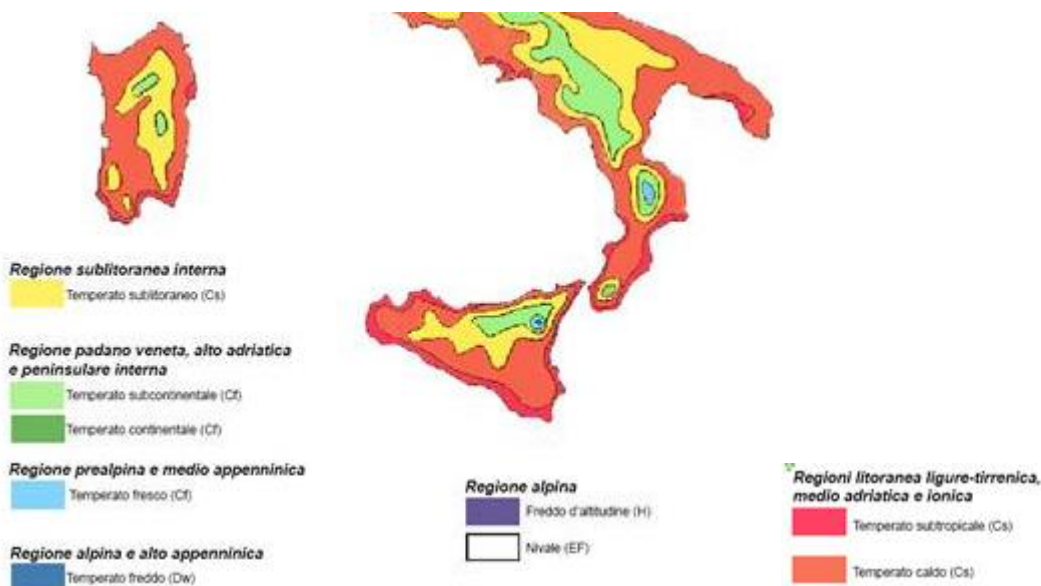 Regione sublitoranea interna
Temperato sublitoraneo (Cs)
Regione padano veneta, alto adriatica
e peninsulare interna
Temperato subcontinentale (Cf)
Temperato continentale (Cf)
Regione prealpina e medio appenninica
Temperato fresco (Cf)
Regione alpina e alto appenninica
Temperato freddo (Dw)
Regione alpina
Freddo d'altitudine (H)
Nivale (EF)
Regioni litoranea ligure-tirrenica,
medio adriatica e ionica
Temperato subtropicale (Cs)
Temperato caldo (Cs)